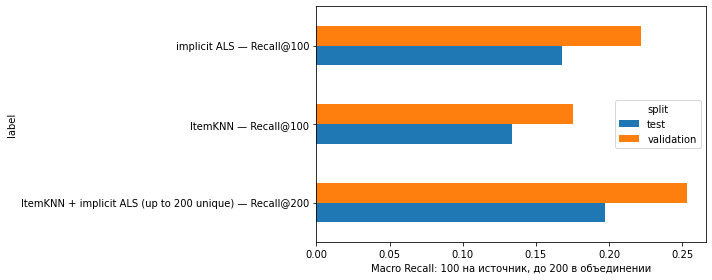 implicit ALS — Recall@100
ItemKNN — Recall@100
ItemKNN + implicit ALS (up to 200 unique) — Recall@200
label
split
test
validation
0.00 0.05 0.10 0.15 0.20 0.25
Macro Recall: 100 на источник, до 200 в объединении